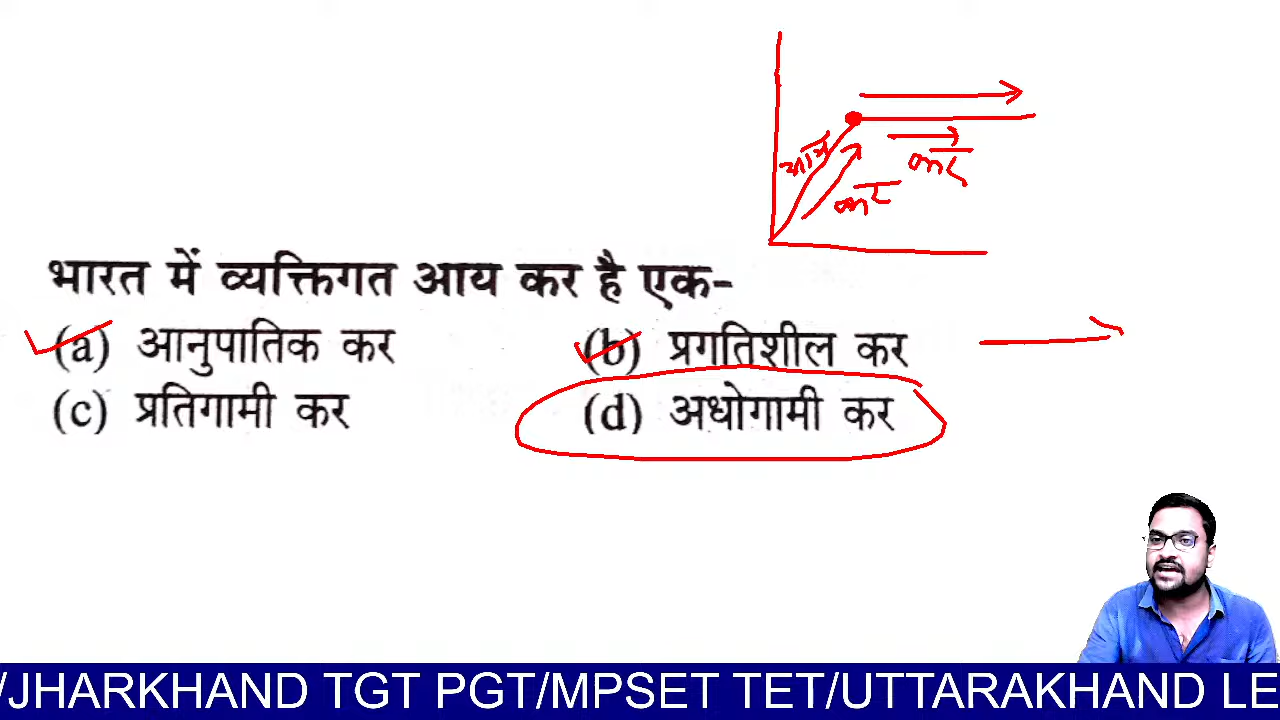 आय
कर
कर
भारत में व्यक्तिगत आय कर है एक-
(a) आनुपातिक कर (b) प्रगतिशील कर
(c) प्रतिगामी कर (d) अधोगामी कर
/JHARKHAND TGT PGT/MPSET TET/UTTARAKHAND LE